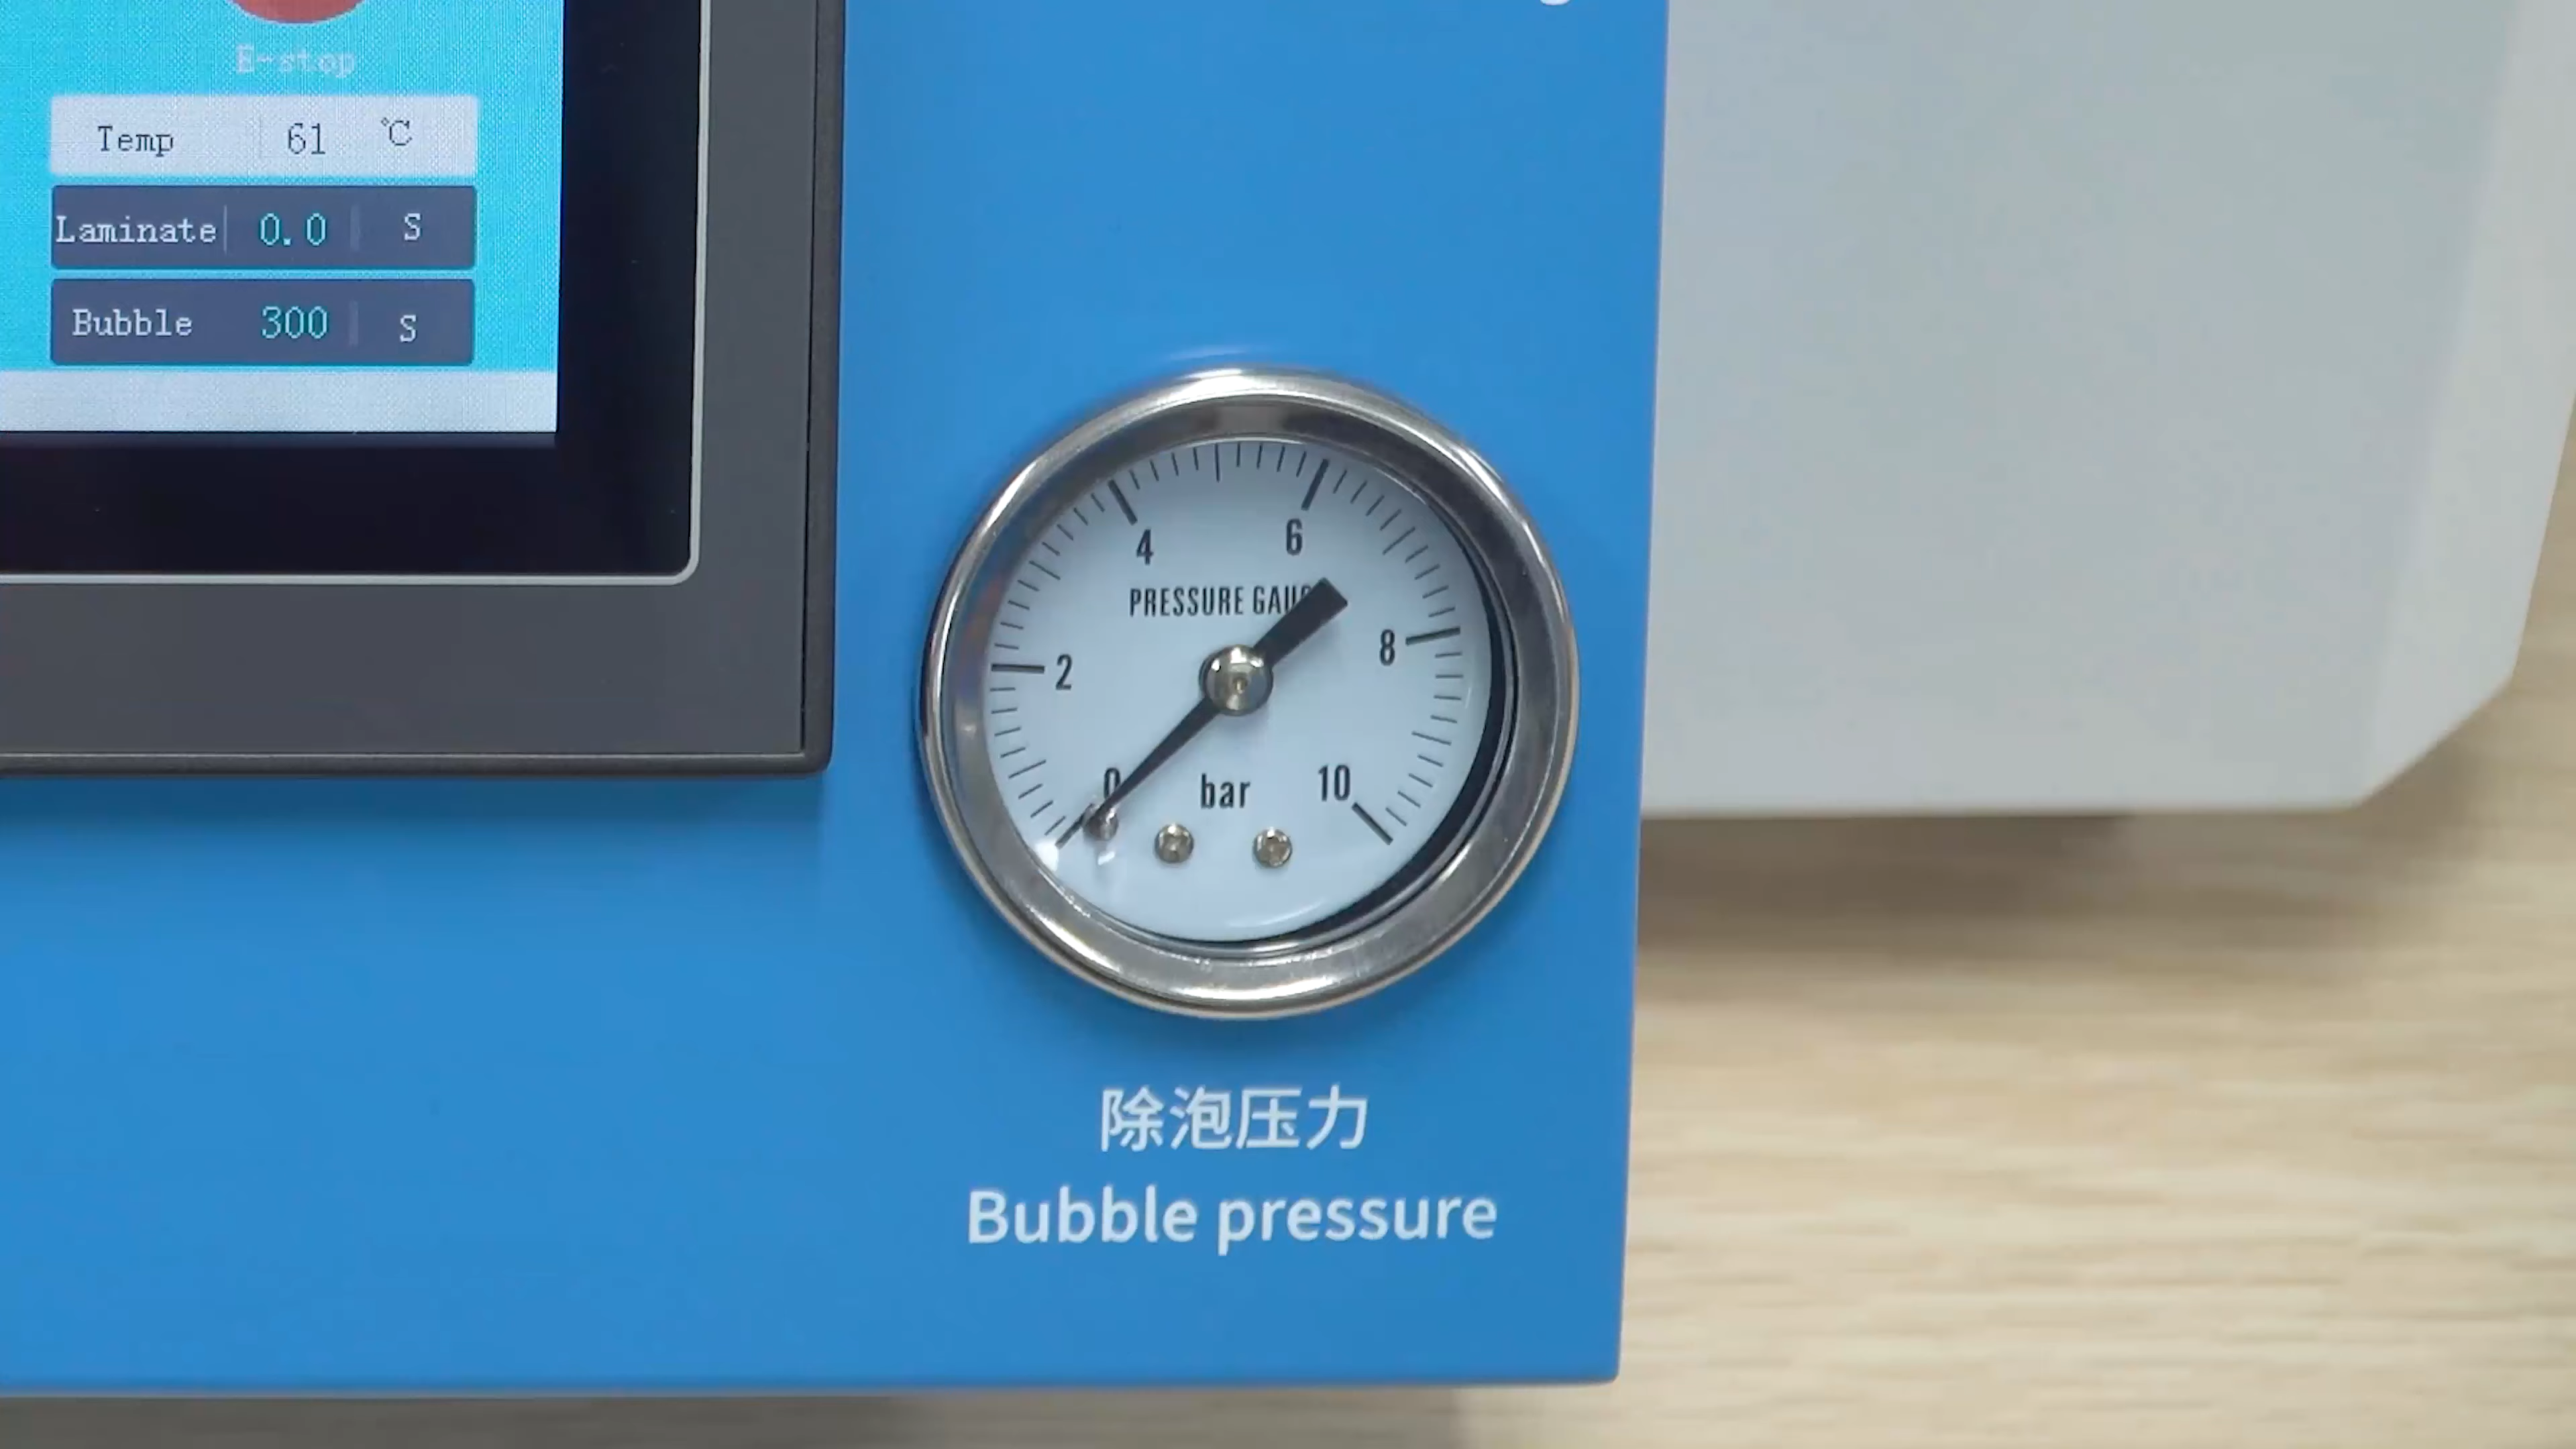 E-stop
Temp 61 ℃
Laminate 0.0 S
Bubble 300 S
4 6
PRESSURE
2 8
0 bar 10
除泡压力
Bubble pressure